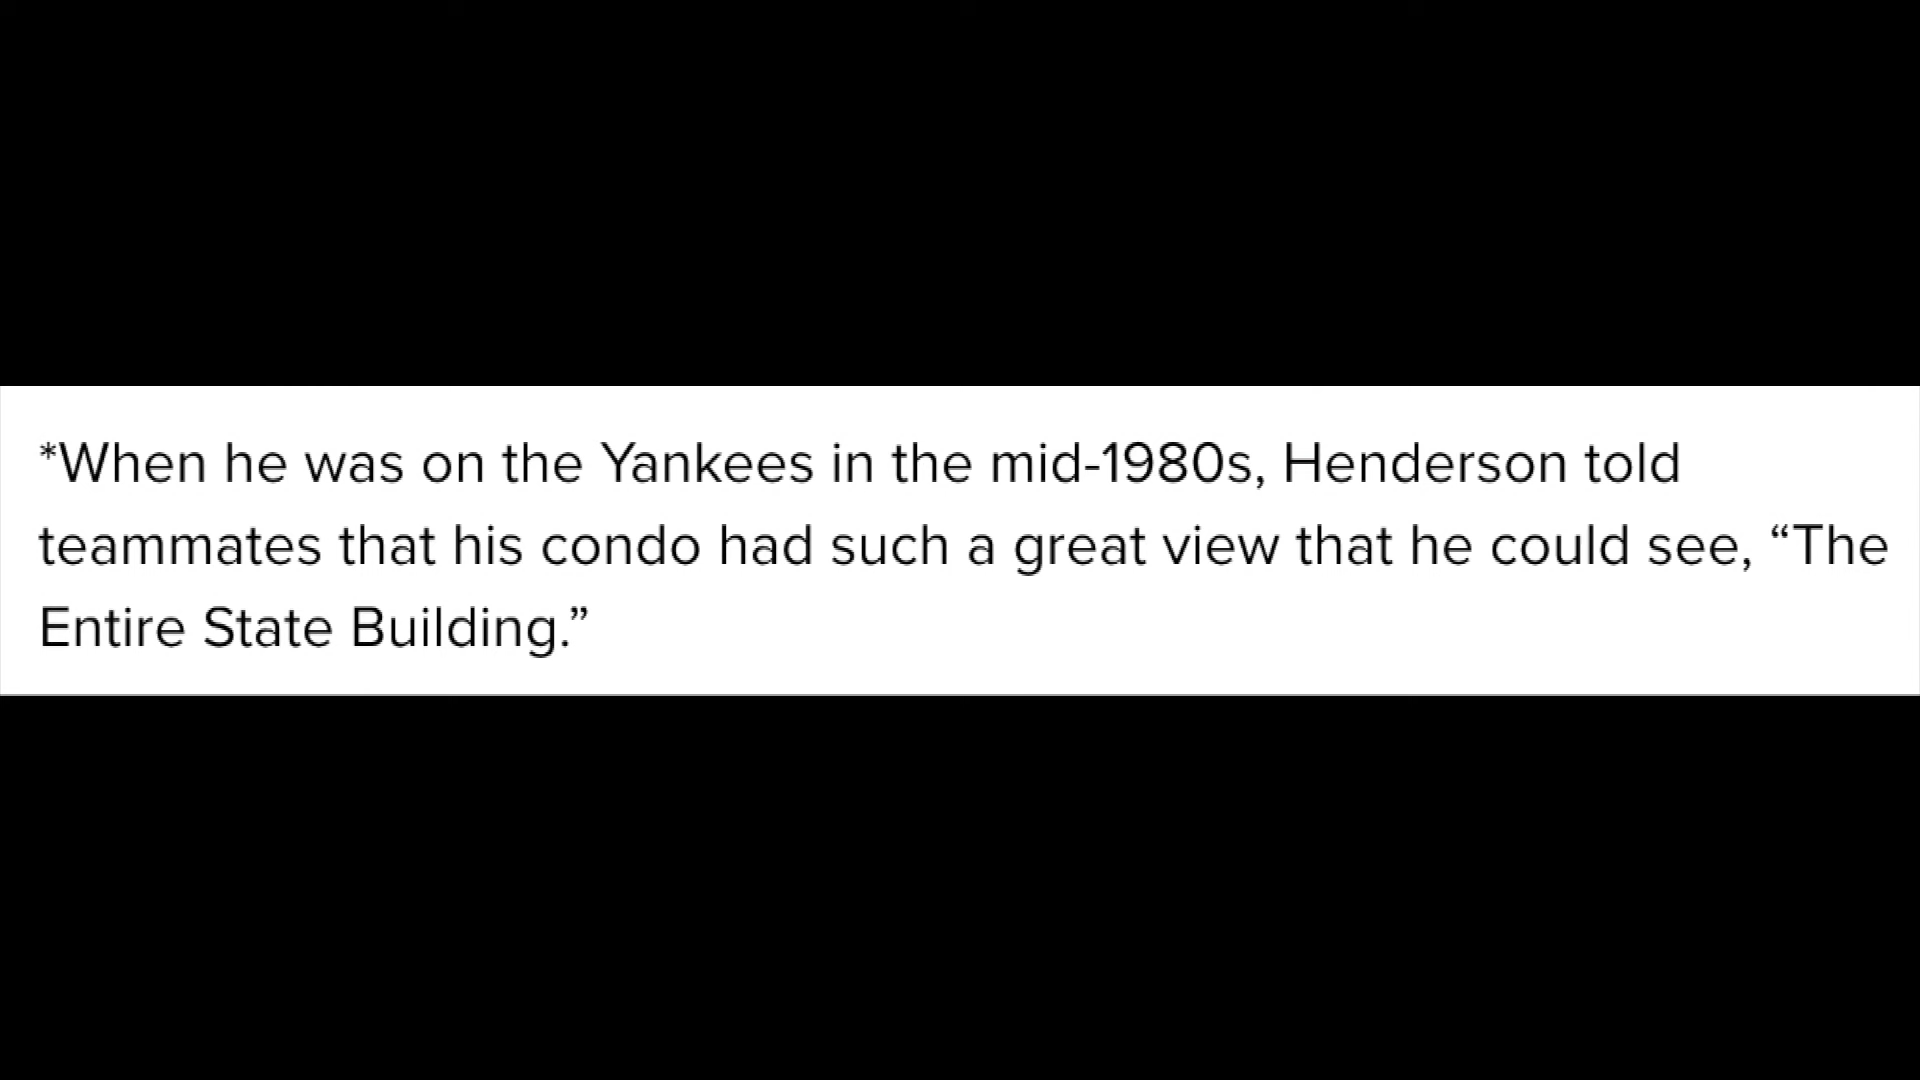 *When he was on the Yankees in the mid-1980s, Henderson told
teammates that his condo had such a great view that he could see, “The
Entire State Building.”